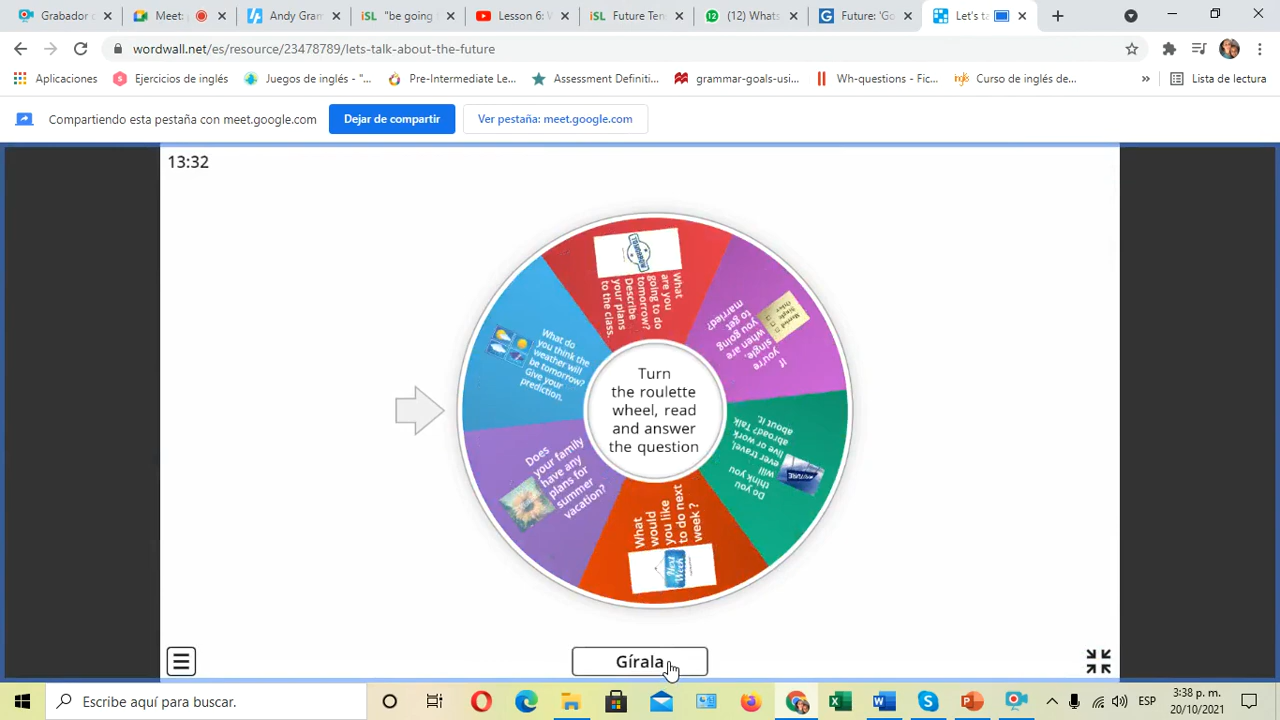 Grabador d
Meet:
Andy Gram
"be going
Lesson 6: W
Future Ten
(12) Whats
Future: 'Go
Let's ta
wordwall.net/es/resource/23478789/lets-talk-about-the-future
Aplicaciones
Ejercicios de inglés
Juegos de inglés - "...
Pre-Intermediate Le...
Assessment Definiti...
grammar-goals-usi...
Wh-questions - Fic...
Curso de inglés de...
»
Lista de lectura
Compartiendo esta pestaña con meet.google.com
Dejar de compartir
Ver pestaña: meet.google.com
13:32
TOMORROW
What
are you
going to do
tomorrow?
Describe
your plans
to the class.
If
you're
single,
when are
you going
to get
married?
Married
Single
What do
you think the
weather will
be tomorrow?
Give your
prediction.
Turn
the roulette
wheel, read
and answer
the question
Do you
think you
will
ever travel,
live or work
abroad? Talk
about it.
Does
your family
have any
plans for
summer
vacation?
What
would
you like
to do next
week ?
Next
Week
Gírala
Escribe aquí para buscar.
ESP
3:38 p. m.
20/10/2021